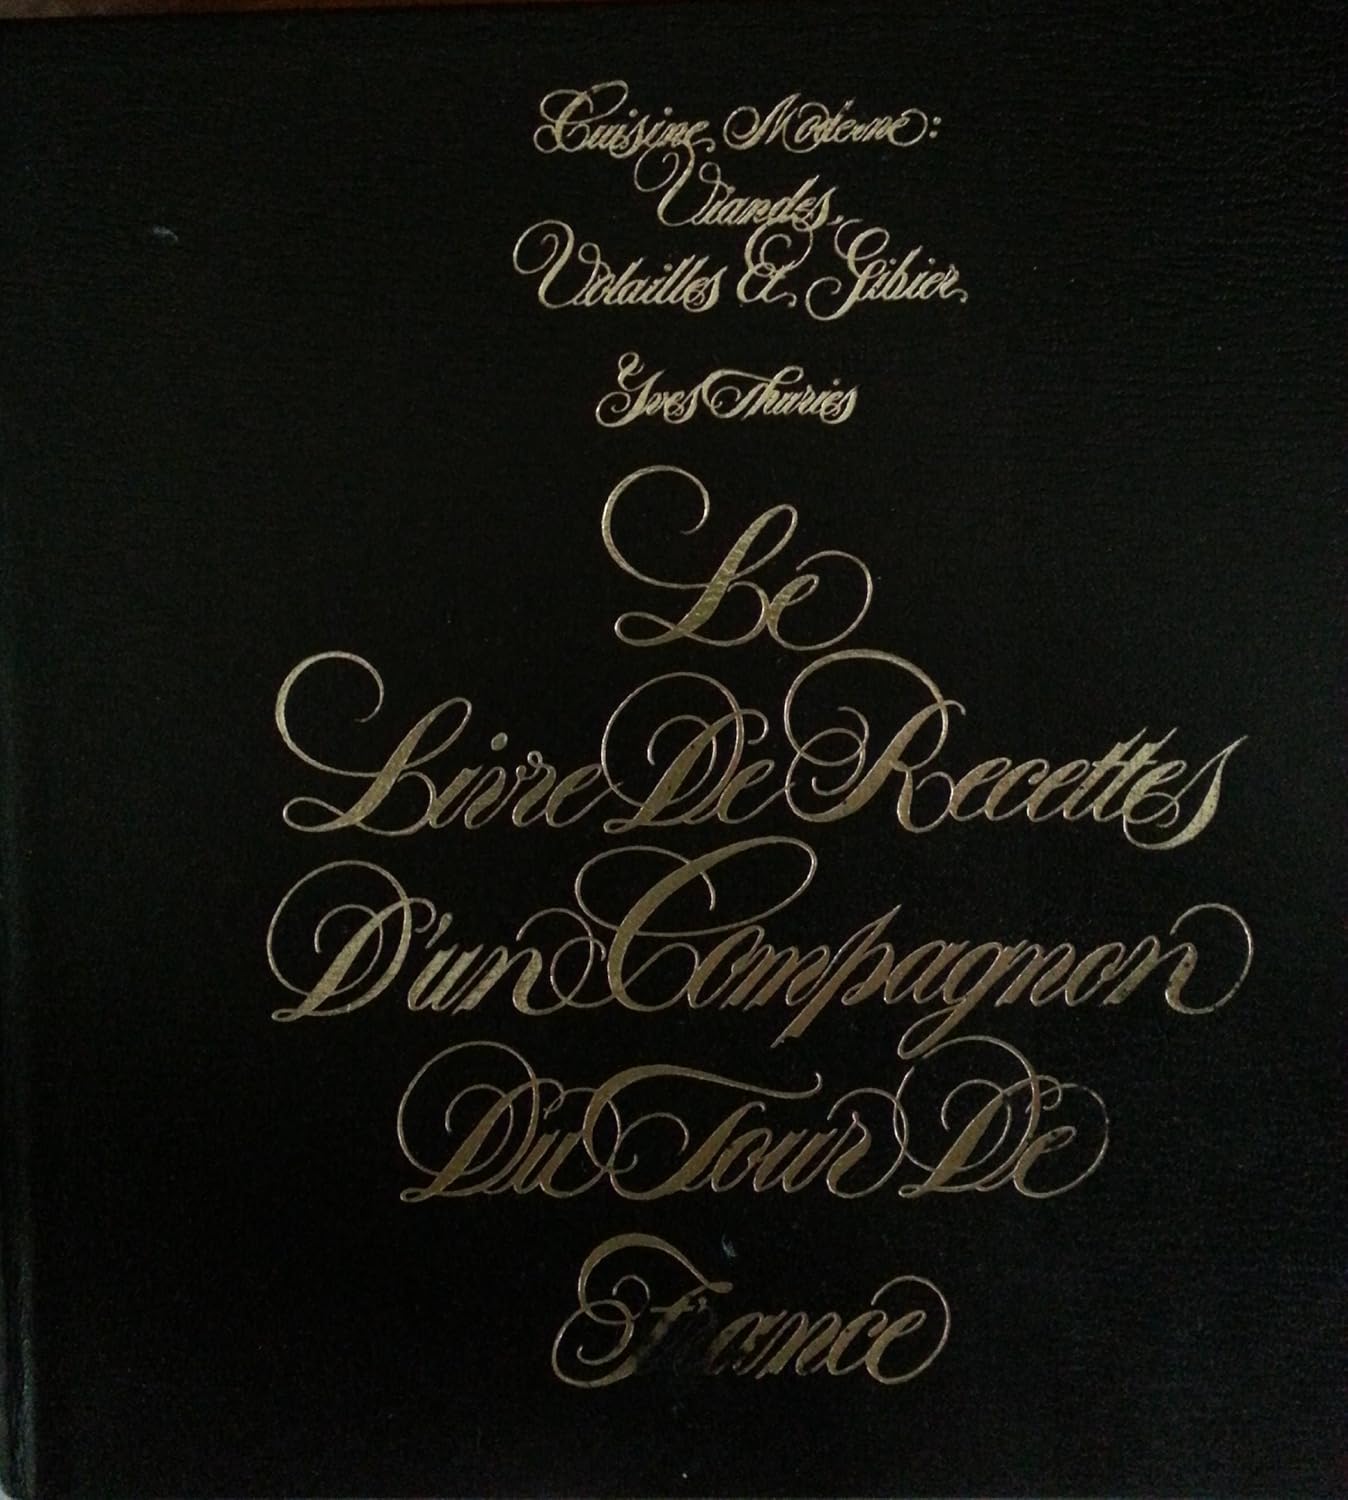 Cuisine Moderne:
Viandes,
Volailles Et Gibier
Yves Thuries
Le
Livre De Recettes
D'un Compagnon
Du Tour De
France